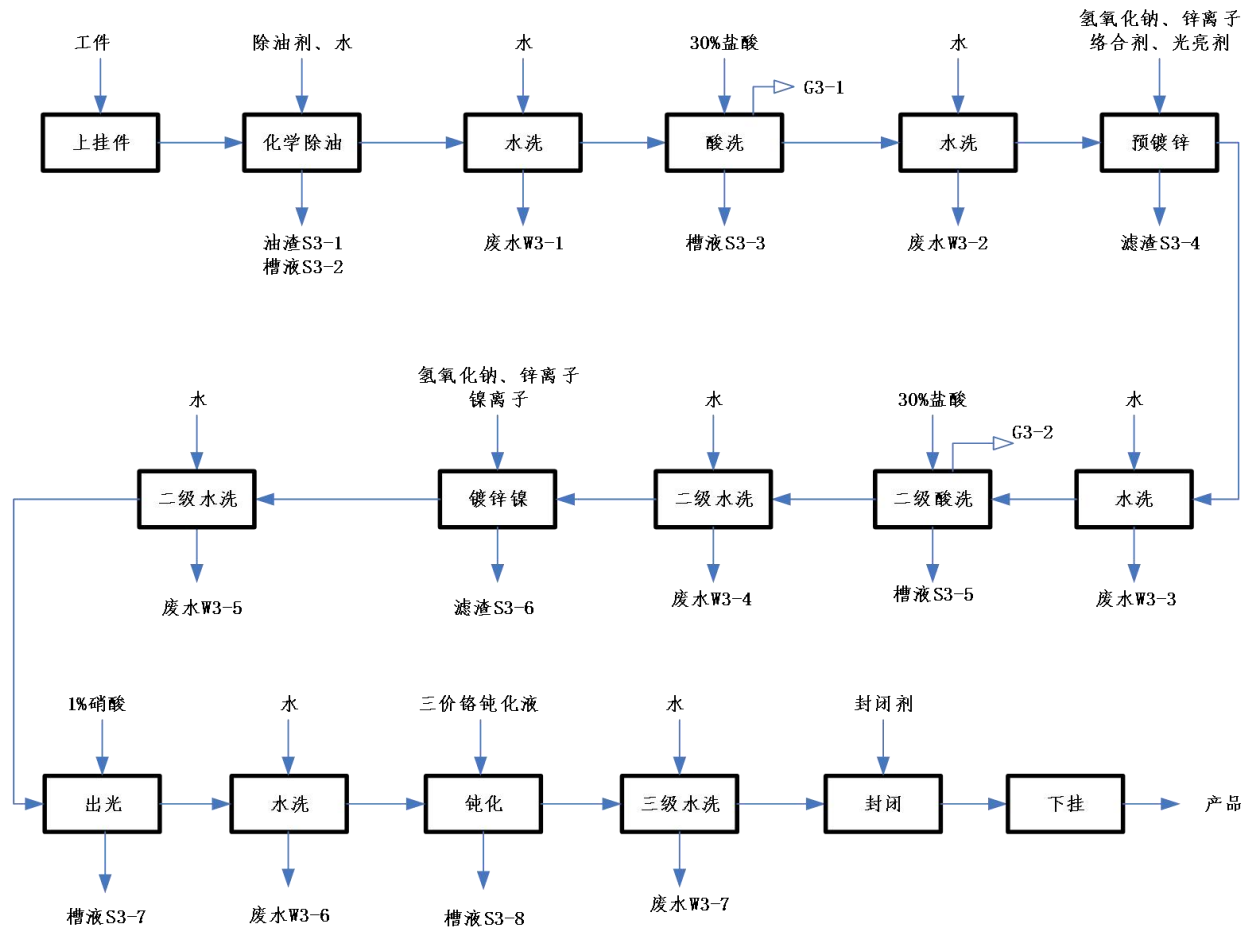 工件
除油剂、水
水
30%盐酸
水
氢氧化钠、锌离子
络合剂、光亮剂
G3-1
上挂件
化学除油
水洗
酸洗
水洗
预镀锌
油渣S3-1
槽液S3-2
废水W3-1
槽液S3-3
废水W3-2
滤渣S3-4
水
氢氧化钠、锌离子
镍离子
水
30%盐酸
水
G3-2
二级水洗
镀锌镍
二级水洗
二级酸洗
水洗
废水W3-5
滤渣S3-6
废水W3-4
槽液S3-5
废水W3-3
1%硝酸
水
三价铬钝化液
水
封闭剂
出光
水洗
钝化
三级水洗
封闭
下挂
产品
槽液S3-7
废水W3-6
槽液S3-8
废水W3-7